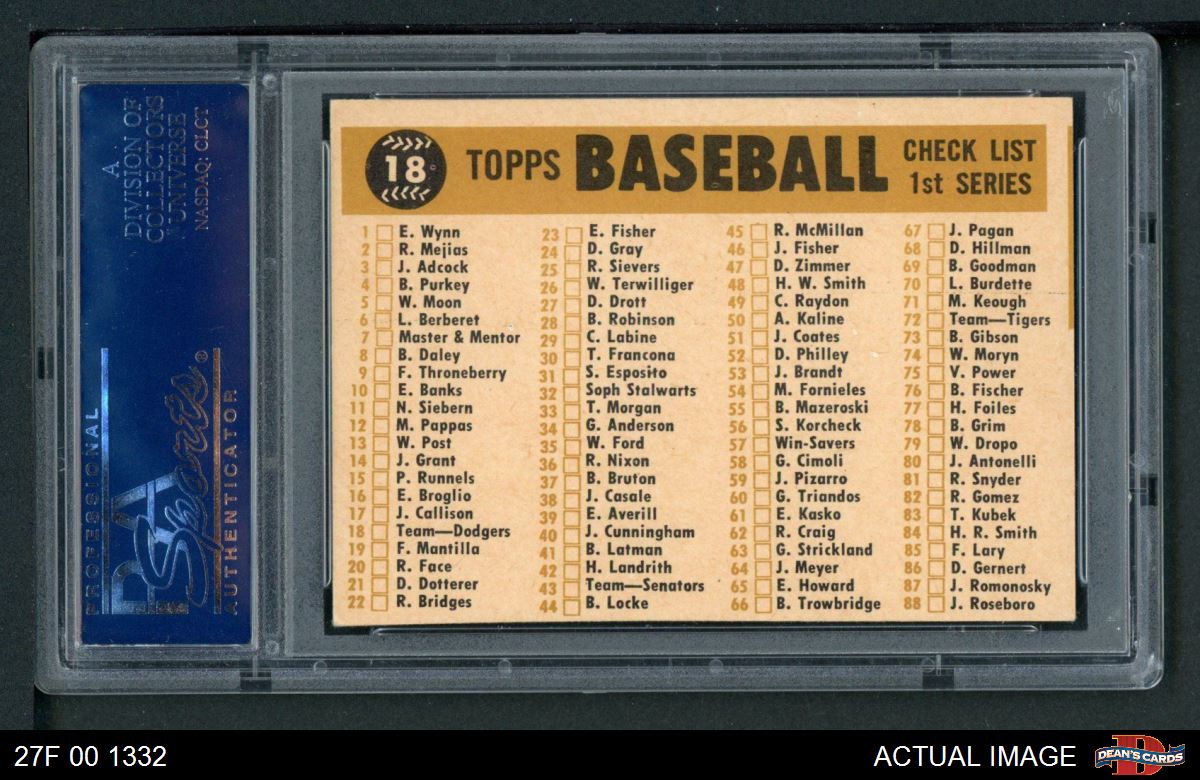 A
DIVISION OF
COLLECTORS
UNIVERSE
NASDAQ: CLCT
PROFESSIONAL
PSA
Sports®
AUTHENTICATOR
18 TOPPS BASEBALL CHECK LIST
1st SERIES
1 E. Wynn
2 R. Mejias
3 J. Adcock
4 B. Purkey
5 W. Moon
6 L. Berberet
7 Master & Mentor
8 B. Daley
9 F. Throneberry
10 E. Banks
11 N. Siebern
12 M. Pappas
13 W. Post
14 J. Grant
15 P. Runnels
16 E. Broglio
17 J. Callison
18 Team—Dodgers
19 F. Mantilla
20 R. Face
21 D. Dotterer
22 R. Bridges
23 E. Fisher
24 D. Gray
25 R. Sievers
26 W. Terwilliger
27 D. Drott
28 B. Robinson
29 C. Labine
30 T. Francona
31 S. Esposito
32 Soph Stalwarts
33 T. Morgan
34 G. Anderson
35 W. Ford
36 R. Nixon
37 B. Bruton
38 J. Casale
39 E. Averill
40 J. Cunningham
41 B. Latman
42 H. Landrith
43 Team—Senators
44 B. Locke
45 R. McMillan
46 J. Fisher
47 D. Zimmer
48 H. W. Smith
49 C. Raydon
50 A. Kaline
51 J. Coates
52 D. Philley
53 J. Brandt
54 M. Fornieles
55 B. Mazeroski
56 S. Korcheck
57 Win-Savers
58 G. Cimoli
59 J. Pizarro
60 G. Triandos
61 E. Kasko
62 R. Craig
63 G. Strickland
64 J. Meyer
65 E. Howard
66 B. Trowbridge
67 J. Pagan
68 D. Hillman
69 B. Goodman
70 L. Burdette
71 M. Keough
72 Team—Tigers
73 B. Gibson
74 W. Moryn
75 V. Power
76 B. Fischer
77 H. Foiles
78 B. Grim
79 W. Dropo
80 J. Antonelli
81 R. Snyder
82 R. Gomez
83 T. Kubek
84 H. R. Smith
85 F. Lary
86 D. Gernert
87 J. Romonosky
88 J. Roseboro
27F 00 1332
ACTUAL IMAGE
D
DEAN'S CARDS